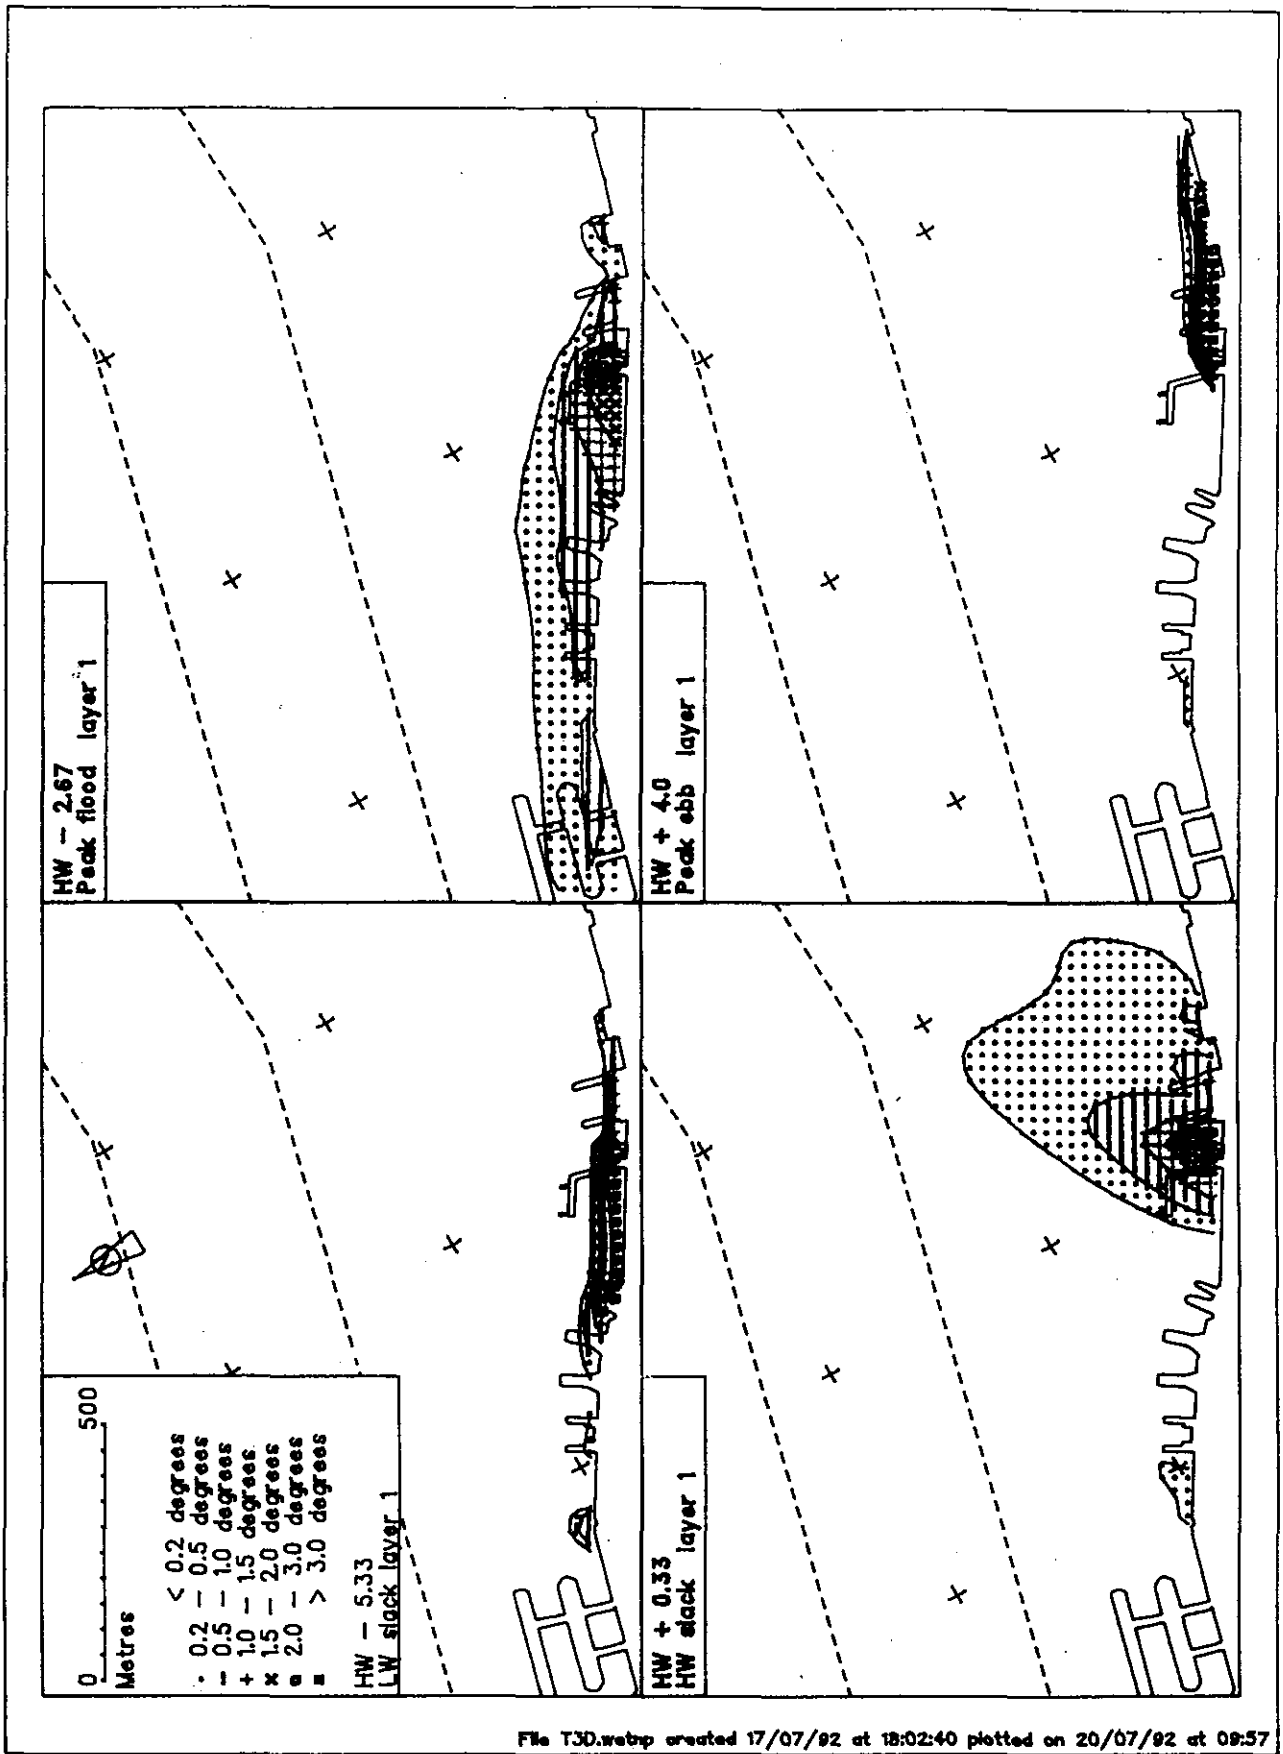 0 500
Metres
< 0.2 degrees
· 0.2 – 0.5 degrees
– 0.5 – 1.0 degrees
+ 1.0 – 1.5 degrees
x 1.5 – 2.0 degrees
2.0 – 3.0 degrees
> 3.0 degrees
HW – 5.33
LW slack layer 1
HW – 2.67
Peak flood layer 1
HW + 0.33
HW slack layer 1
HW + 4.0
Peak ebb layer 1
File T3D.wetmp created 17/07/92 at 18:02:40 plotted on 20/07/92 at 09:57